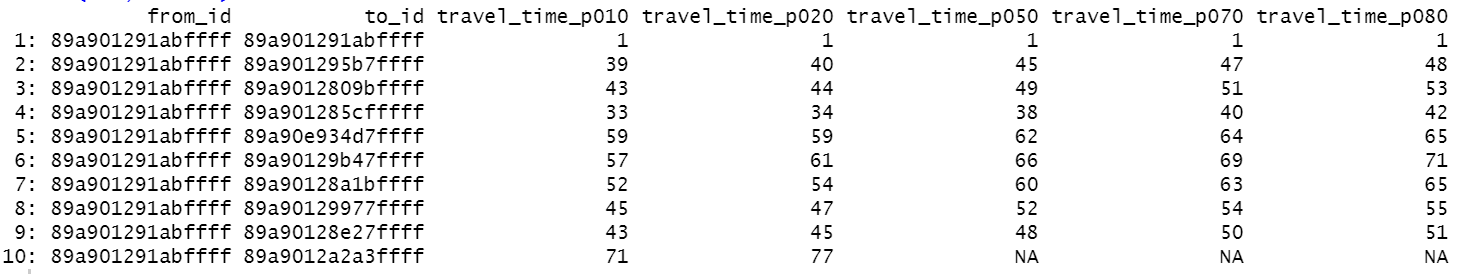 from_id to_id travel_time_p010 travel_time_p020 travel_time_p050 travel_time_p070 travel_time_p080
1: 89a901291abffff 89a901291abffff 1 1 1 1 1
2: 89a901291abffff 89a901295b7ffff 39 40 45 47 48
3: 89a901291abffff 89a9012809bffff 43 44 49 51 53
4: 89a901291abffff 89a901285cfffff 33 34 38 40 42
5: 89a901291abffff 89a90e934d7ffff 59 59 62 64 65
6: 89a901291abffff 89a90129b47ffff 57 61 66 69 71
7: 89a901291abffff 89a90128a1bffff 52 54 60 63 65
8: 89a901291abffff 89a90129977ffff 45 47 52 54 55
9: 89a901291abffff 89a90128e27ffff 43 45 48 50 51
10: 89a901291abffff 89a9012a2a3ffff 71 77 NA NA NA